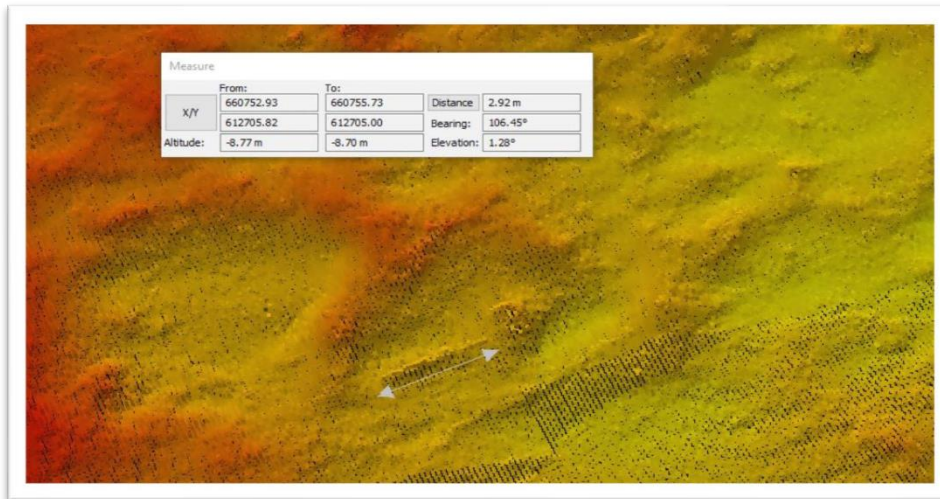 Measure
From: To:
X/Y 660752.93 660755.73 Distance 2.92 m
612705.82 612705.00 Bearing: 106.45°
Altitude: -8.77 m -8.70 m Elevation: 1.28°